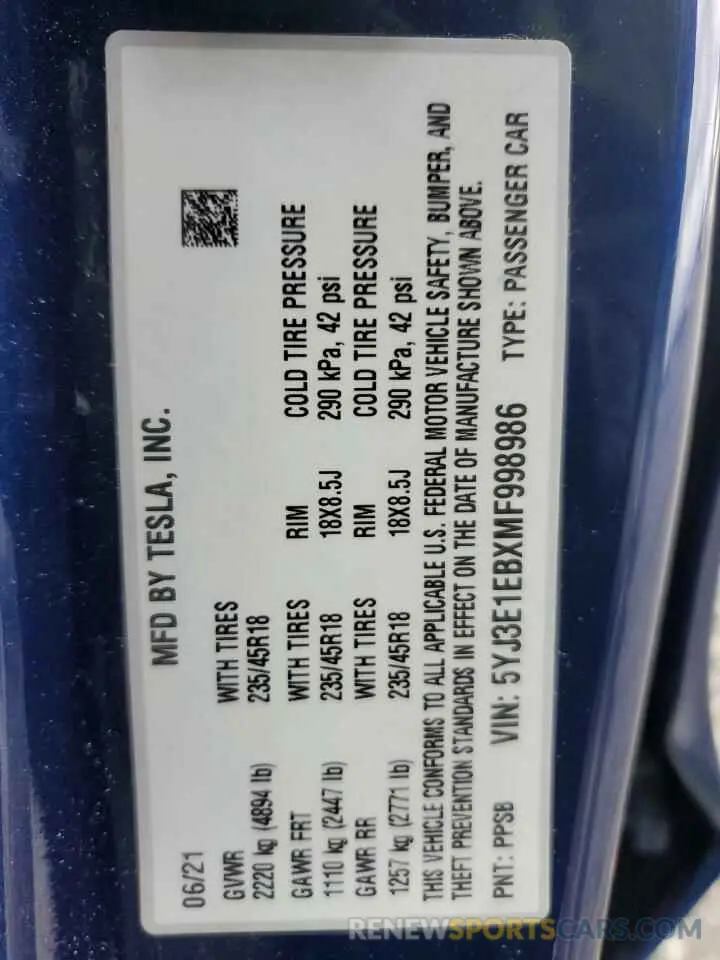 MFD BY TESLA, INC.
06/21
GVWR WITH TIRES
2220 kg (4894 lb) 235/45R18
GAWR FRT WITH TIRES RIM COLD TIRE PRESSURE
1110 kg (2447 lb) 235/45R18 18X8.5J 290 kPa, 42 psi
GAWR RR WITH TIRES RIM COLD TIRE PRESSURE
1257 kg (2771 lb) 235/45R18 18X8.5J 290 kPa, 42 psi
THIS VEHICLE CONFORMS TO ALL APPLICABLE U.S. FEDERAL MOTOR VEHICLE SAFETY, BUMPER, AND
THEFT PREVENTION STANDARDS IN EFFECT ON THE DATE OF MANUFACTURE SHOWN ABOVE.
PNT: PPSB VIN: 5YJ3E1EBXMF998986 TYPE: PASSENGER CAR
RENEWSPORTSCARS.COM